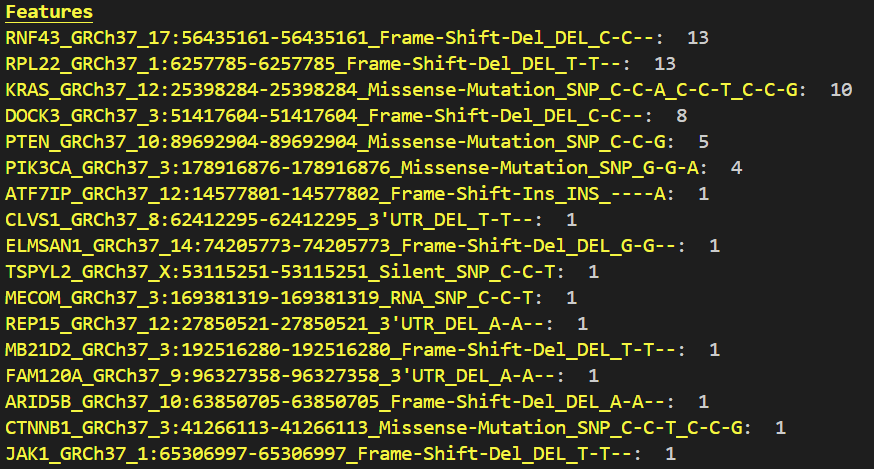 Features
RNF43_GRCh37_17:56435161-56435161_Frame-Shift-Del_DEL_C-C--:  13
RPL22_GRCh37_1:6257785-6257785_Frame-Shift-Del_DEL_T-T--:  13
KRAS_GRCh37_12:25398284-25398284_Missense-Mutation_SNP_C-C-A_C-C-T_C-C-G:  10
DOCK3_GRCh37_3:51417604-51417604_Frame-Shift-Del_DEL_C-C--:  8
PTEN_GRCh37_10:89692904-89692904_Missense-Mutation_SNP_C-C-G:  5
PIK3CA_GRCh37_3:178916876-178916876_Missense-Mutation_SNP_G-G-A:  4
ATF7IP_GRCh37_12:14577801-14577802_Frame-Shift-Ins_INS_----A:  1
CLVS1_GRCh37_8:62412295-62412295_3'UTR_DEL_T-T--:  1
ELMSAN1_GRCh37_14:74205773-74205773_Frame-Shift-Del_DEL_G-G--:  1
TSPYL2_GRCh37_X:53115251-53115251_Silent_SNP_C-C-T:  1
MECOM_GRCh37_3:169381319-169381319_RNA_SNP_C-C-T:  1
REP15_GRCh37_12:27850521-27850521_3'UTR_DEL_A-A--:  1
MB21D2_GRCh37_3:192516280-192516280_Frame-Shift-Del_DEL_T-T--:  1
FAM120A_GRCh37_9:96327358-96327358_3'UTR_DEL_A-A--:  1
ARID5B_GRCh37_10:63850705-63850705_Frame-Shift-Del_DEL_A-A--:  1
CTNNB1_GRCh37_3:41266113-41266113_Missense-Mutation_SNP_C-C-T_C-C-G:  1
JAK1_GRCh37_1:65306997-65306997_Frame-Shift-Del_DEL_T-T--:  1